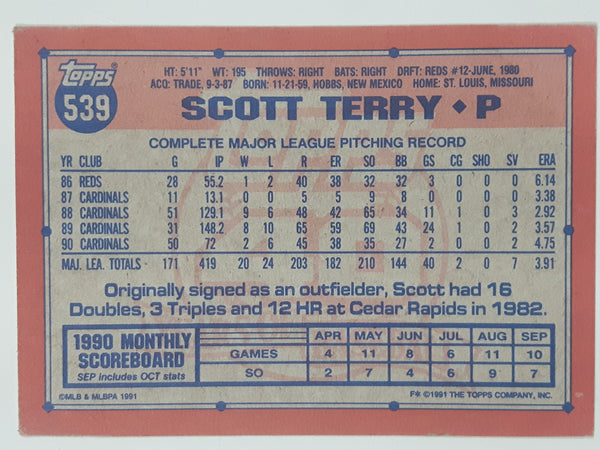 topps®
HT: 5'11" WT: 195 THROWS: RIGHT BATS: RIGHT DRFT: REDS #12-JUNE, 1980
ACQ: TRADE, 9-3-87 BORN: 11-21-59, HOBBS, NEW MEXICO HOME: ST. LOUIS, MISSOURI
539
SCOTT TERRY ♦ P
COMPLETE MAJOR LEAGUE PITCHING RECORD
YR CLUB G IP W L R ER SO BB GS CG SHO SV ERA
86 REDS 28 55.2 1 2 40 38 32 32 3 0 0 0 6.14
87 CARDINALS 11 13.1 0 0 5 5 9 8 0 0 0 0 3.38
88 CARDINALS 51 129.1 9 6 48 42 65 34 11 1 0 3 2.92
89 CARDINALS 31 148.2 8 10 65 59 69 43 24 1 0 2 3.57
90 CARDINALS 50 72 2 6 45 38 35 27 2 0 0 2 4.75
MAJ. LEA. TOTALS 171 419 20 24 203 182 210 144 40 2 0 7 3.91
Originally signed as an outfielder, Scott had 16
Doubles, 3 Triples and 12 HR at Cedar Rapids in 1982.
1990 MONTHLY
SCOREBOARD
SEP includes OCT stats
APR MAY JUN JUL AUG SEP
GAMES 4 11 8 6 11 10
SO 2 7 4 6 9 7
©MLB & MLBPA 1991
F* ©1991 THE TOPPS COMPANY, INC.